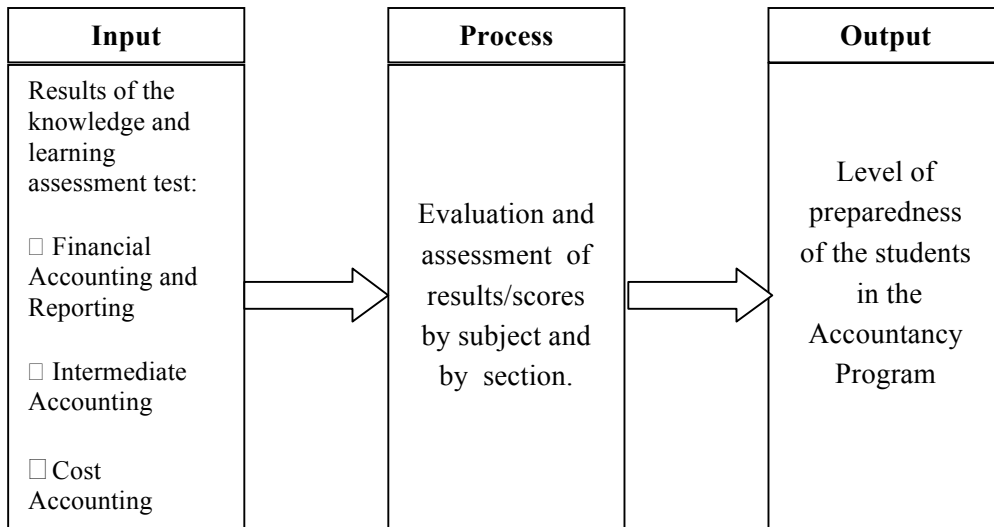 Input
Results of the
knowledge and
learning
assessment test:
□ Financial
Accounting and
Reporting
□ Intermediate
Accounting
□ Cost
Accounting
Process
Evaluation and
assessment of
results/scores
by subject and
by section.
Output
Level of
preparedness
of the students
in the
Accountancy
Program